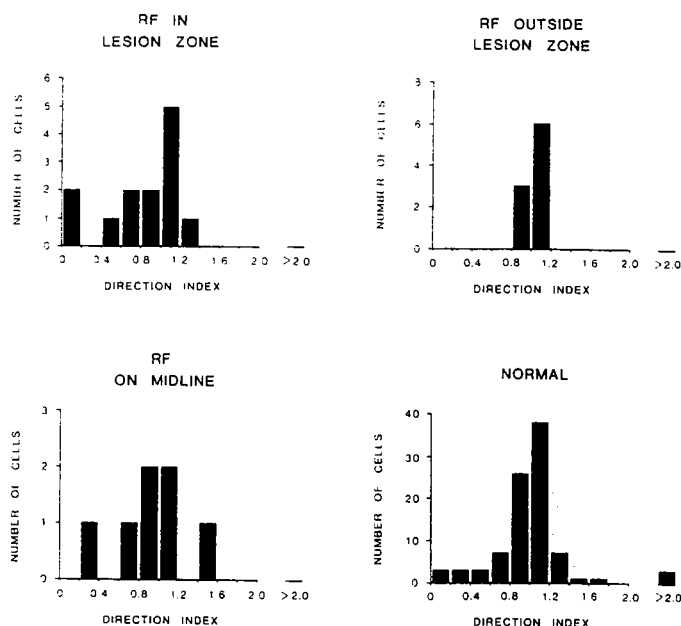 RF IN
LESION ZONE
NUMBER OF CELLS
6
5
4
3
2
1
0
0 0.4 0.8 1.2 1.6 2.0 >2.0
DIRECTION INDEX
RF OUTSIDE
LESION ZONE
NUMBER OF CELLS
8
6
4
2
0
0 0.4 0.8 1.2 1.6 2.0 >2.0
DIRECTION INDEX
RF
ON MIDLINE
NUMBER OF CELLS
3
2
1
0
0 0.4 0.8 1.2 1.6 2.0 >2.0
DIRECTION INDEX
NORMAL
NUMBER OF CELLS
40
30
20
10
0
0 0.4 0.8 1.2 1.6 2.0 >2.0
DIRECTION INDEX